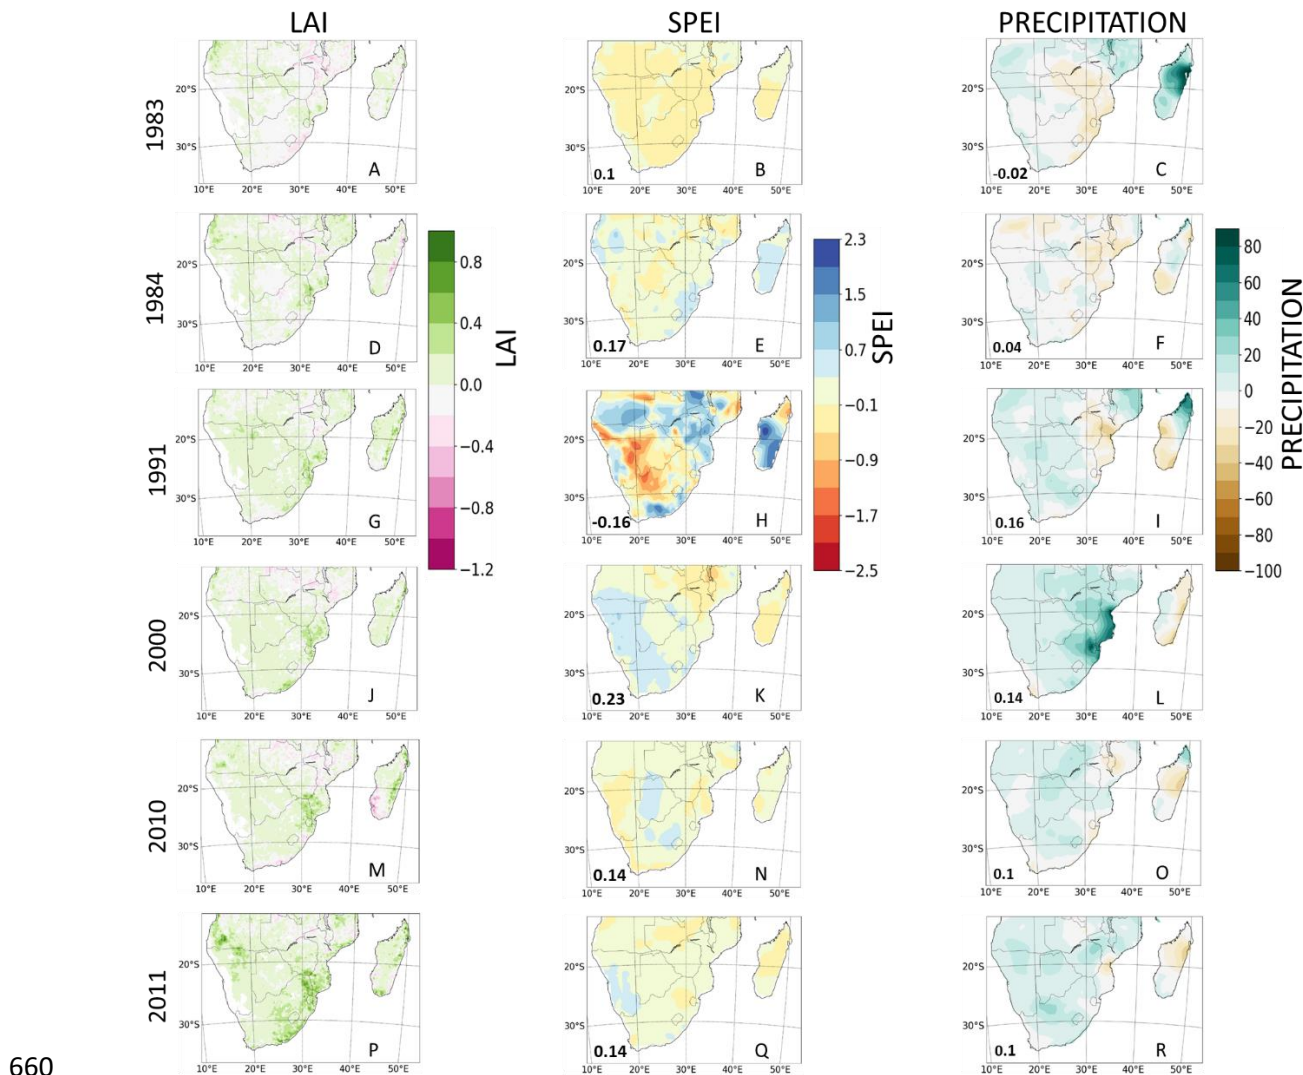 LAI SPEI PRECIPITATION
1983
20°S 20°S 20°S
30°S 30°S 30°S
A 0.1 B -0.02 C
10°E 20°E 30°E 40°E 50°E 10°E 20°E 30°E 40°E 50°E 10°E 20°E 30°E 40°E 50°E
1984
20°S 20°S 20°S
30°S 30°S 30°S
D 0.17 E 0.04 F
10°E 20°E 30°E 40°E 50°E 10°E 20°E 30°E 40°E 50°E 10°E 20°E 30°E 40°E 50°E
0.8
0.4
0.0
−0.4
−0.8
−1.2
LAI
2.3
1.5
0.7
−0.1
−0.9
−1.7
−2.5
SPEI
80
60
40
20
0
−20
−40
−60
−80
−100
PRECIPITATION
1991
20°S 20°S 20°S
30°S 30°S 30°S
G -0.16 H 0.16 I
10°E 20°E 30°E 40°E 50°E 10°E 20°E 30°E 40°E 50°E 10°E 20°E 30°E 40°E 50°E
2000
20°S 20°S 20°S
30°S 30°S 30°S
J 0.23 K 0.14 L
10°E 20°E 30°E 40°E 50°E 10°E 20°E 30°E 40°E 50°E 10°E 20°E 30°E 40°E 50°E
2010
20°S 20°S 20°S
30°S 30°S 30°S
M 0.14 N 0.1 O
10°E 20°E 30°E 40°E 50°E 10°E 20°E 30°E 40°E 50°E 10°E 20°E 30°E 40°E 50°E
2011
20°S 20°S 20°S
30°S 30°S 30°S
P 0.14 Q 0.1 R
10°E 20°E 30°E 40°E 50°E 10°E 20°E 30°E 40°E 50°E 10°E 20°E 30°E 40°E 50°E
660